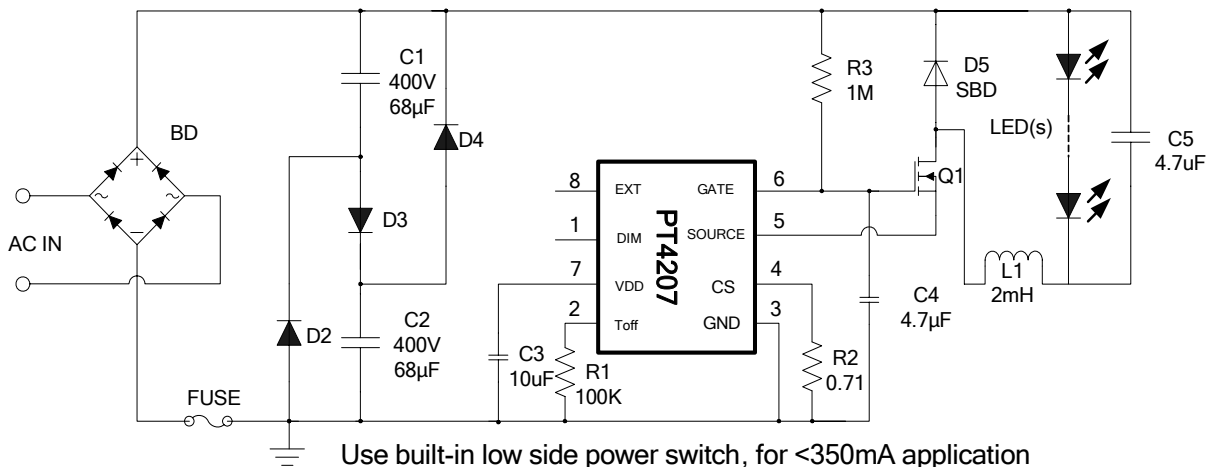 C1
400V
68µF
D4
BD
D3
AC IN
D2
C2
400V
68µF
FUSE
C3
10uF
R1
100K
8
EXT
1
DIM
7
VDD
2
Toff
PT4207
GATE
6
SOURCE
5
CS
4
GND
3
R3
1M
D5
SBD
Q1
LED(s)
C5
4.7uF
L1
2mH
C4
4.7µF
R2
0.71
Use built-in low side power switch, for <350mA application